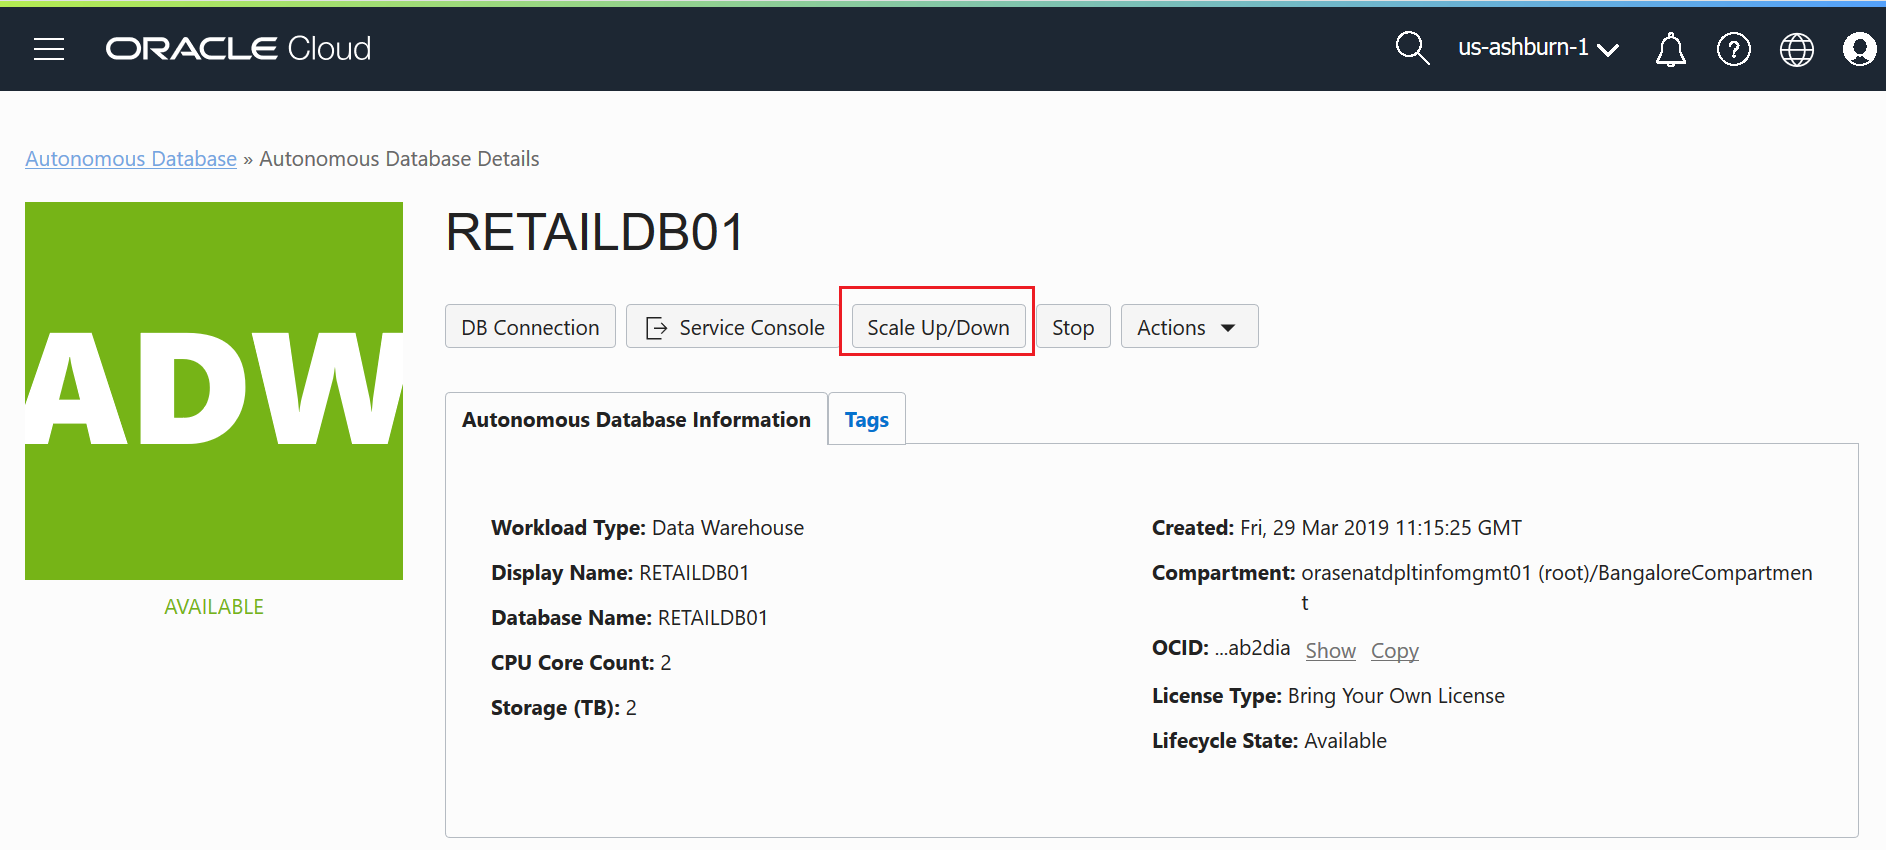 ORACLE Cloud
us-ashburn-1
Autonomous Database » Autonomous Database Details
ADW
AVAILABLE
RETAILDB01
DB Connection
Service Console
Scale Up/Down
Stop
Actions
Autonomous Database Information
Tags
Workload Type: Data Warehouse
Display Name: RETAILDB01
Database Name: RETAILDB01
CPU Core Count: 2
Storage (TB): 2
Created: Fri, 29 Mar 2019 11:15:25 GMT
Compartment: orasenatdpltinfomgmt01 (root)/BangaloreCompartmen
t
OCID: ...ab2dia Show Copy
License Type: Bring Your Own License
Lifecycle State: Available